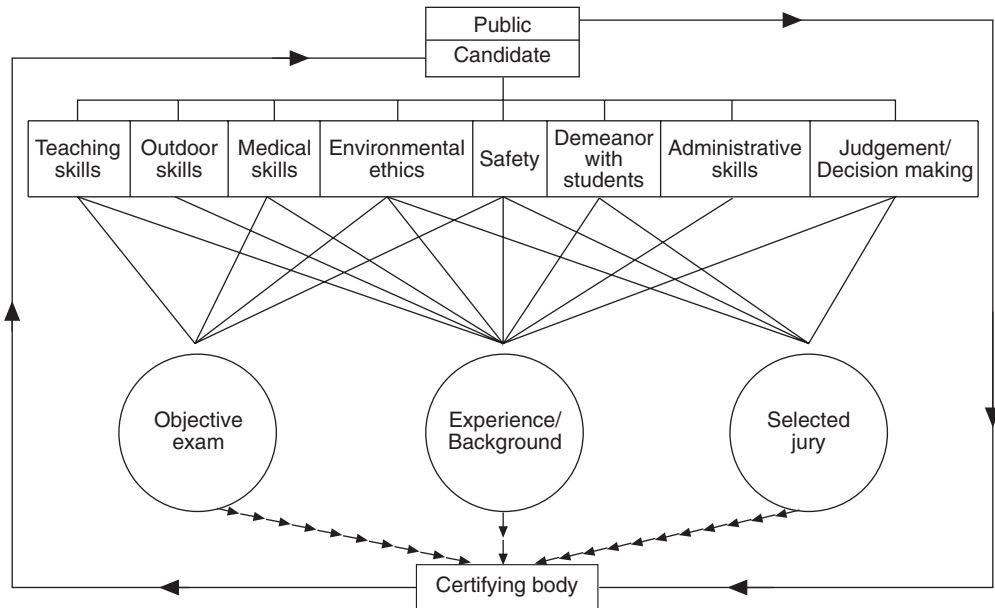 Public
Candidate
Teaching
skills
Outdoor
skills
Medical
skills
Environmental
ethics
Safety
Demeanor
with
students
Administrative
skills
Judgement/
Decision making
Objective
exam
Experience/
Background
Selected
jury
Certifying body